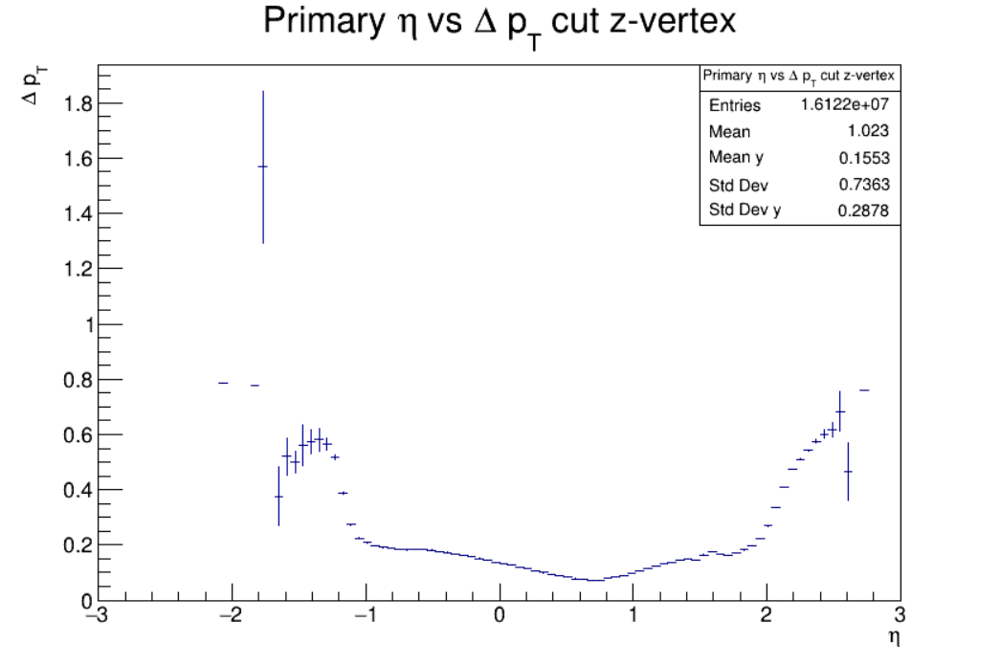 Primary η vs Δ p_T cut z-vertex
Δ p_T
Primary η vs Δ p_T cut z-vertex
Entries 1.6122e+07
Mean 1.023
Mean y 0.1553
Std Dev 0.7363
Std Dev y 0.2878
1.8
1.6
1.4
1.2
1
0.8
0.6
0.4
0.2
0
−3 −2 −1 0 1 2 3
η